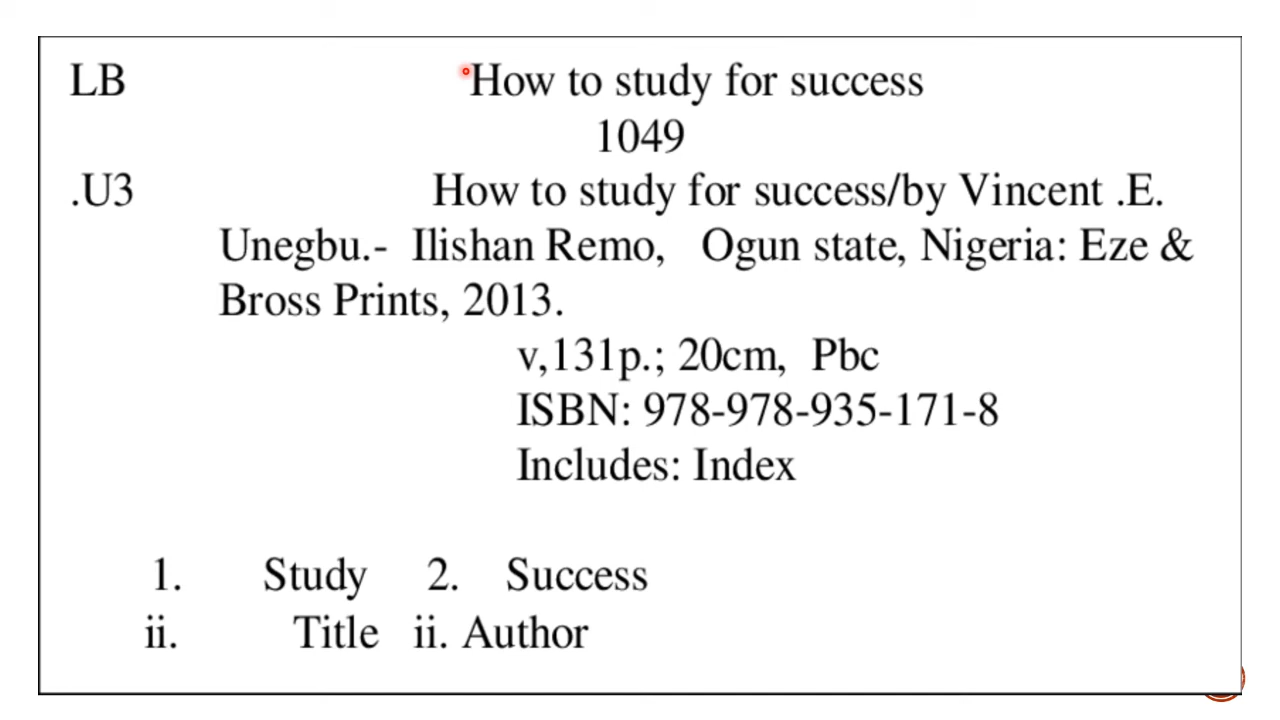 LB How to study for success
1049
.U3 How to study for success/by Vincent .E.
Unegbu.- Ilishan Remo, Ogun state, Nigeria: Eze &
Bross Prints, 2013.
v,131p.; 20cm, Pbc
ISBN: 978-978-935-171-8
Includes: Index
1. Study 2. Success
ii. Title ii. Author